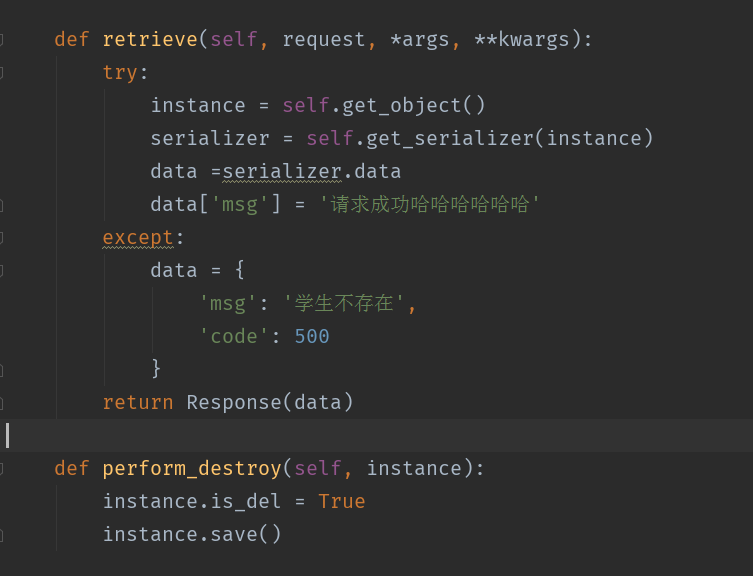 def retrieve(self, request, *args, **kwargs):
try:
instance = self.get_object()
serializer = self.get_serializer(instance)
data =serializer.data
data['msg'] = '请求成功哈哈哈哈哈哈'
except:
data = {
'msg': '学生不存在',
'code': 500
}
return Response(data)
def perform_destroy(self, instance):
instance.is_del = True
instance.save()